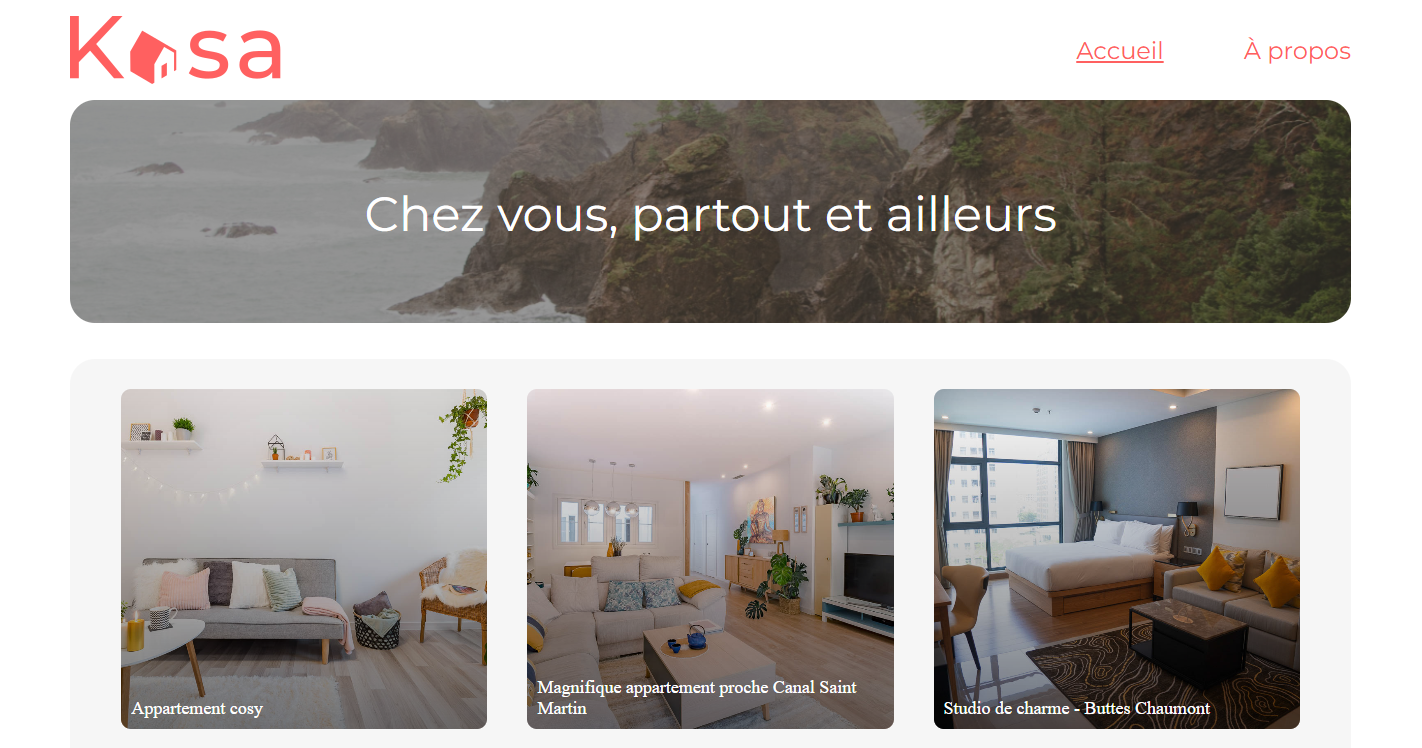 Kasa
Accueil
À propos
Chez vous, partout et ailleurs
Appartement cosy
Magnifique appartement proche Canal Saint
Martin
Studio de charme - Buttes Chaumont